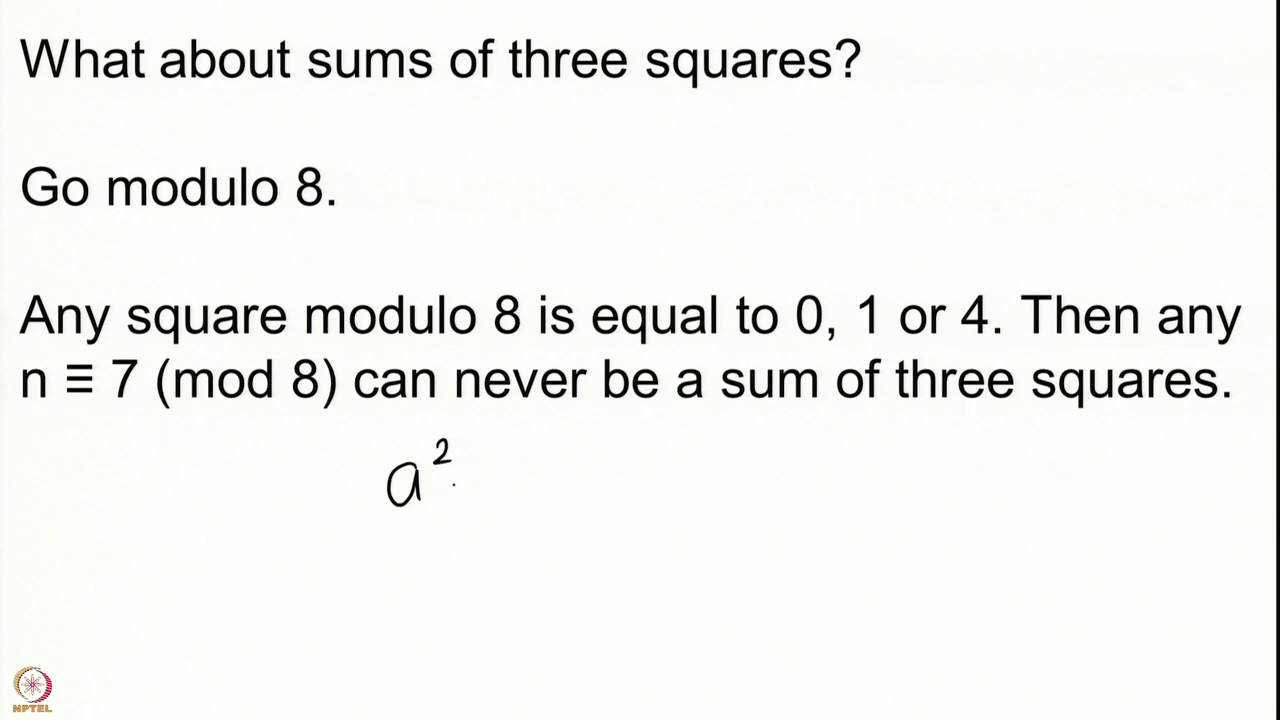 What about sums of three squares?
Go modulo 8.
Any square modulo 8 is equal to 0, 1 or 4. Then any
n ≡ 7 (mod 8) can never be a sum of three squares.
a²
NPTEL